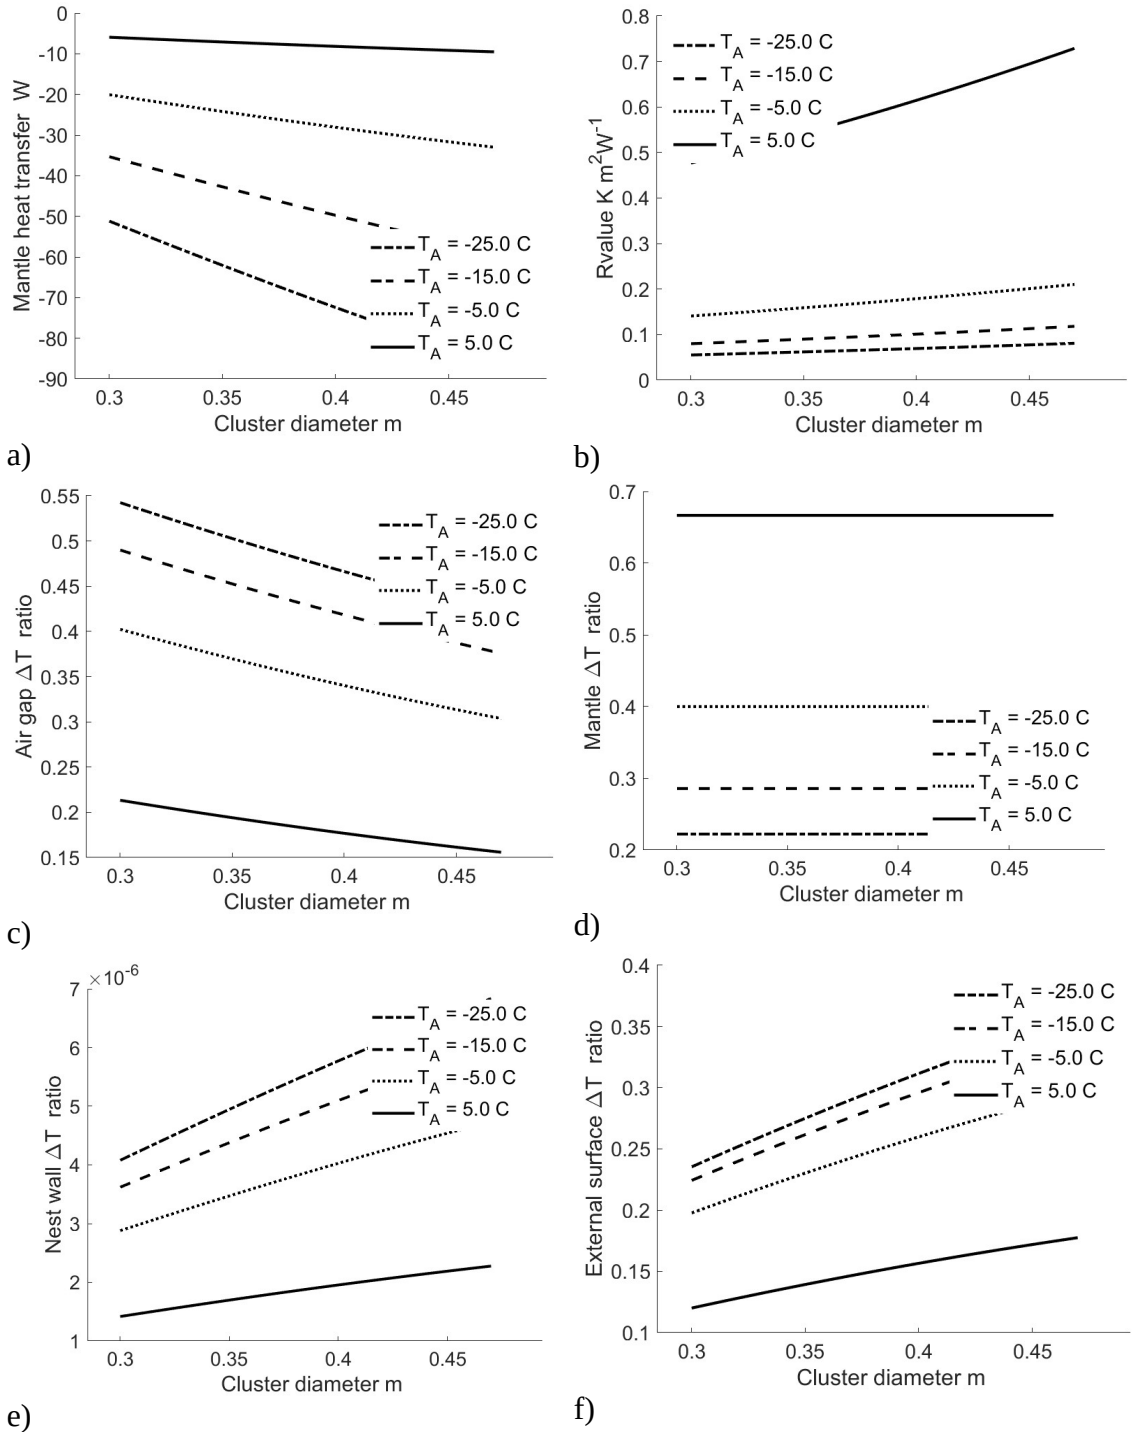 0
-10
-20
-30
-40
-50
-60
-70
-80
-90
Mantle heat transfer W
T_A = -25.0 C
T_A = -15.0 C
T_A = -5.0 C
T_A = 5.0 C
0.3 0.35 0.4 0.45
Cluster diameter m
a)
0.8
0.7
0.6
0.5
0.4
0.3
0.2
0.1
0
Rvalue K m²W⁻¹
T_A = -25.0 C
T_A = -15.0 C
T_A = -5.0 C
T_A = 5.0 C
0.3 0.35 0.4 0.45
Cluster diameter m
b)
0.55
0.5
0.45
0.4
0.35
0.3
0.25
0.2
0.15
Air gap ΔT ratio
T_A = -25.0 C
T_A = -15.0 C
T_A = -5.0 C
T_A = 5.0 C
0.3 0.35 0.4 0.45
Cluster diameter m
c)
0.7
0.6
0.5
0.4
0.3
0.2
Mantle ΔT ratio
T_A = -25.0 C
T_A = -15.0 C
T_A = -5.0 C
T_A = 5.0 C
0.3 0.35 0.4 0.45
Cluster diameter m
d)
×10⁻⁶
7
6
5
4
3
2
1
Nest wall ΔT ratio
T_A = -25.0 C
T_A = -15.0 C
T_A = -5.0 C
T_A = 5.0 C
0.3 0.35 0.4 0.45
Cluster diameter m
e)
0.4
0.35
0.3
0.25
0.2
0.15
0.1
External surface ΔT ratio
T_A = -25.0 C
T_A = -15.0 C
T_A = -5.0 C
T_A = 5.0 C
0.3 0.35 0.4 0.45
Cluster diameter m
f)